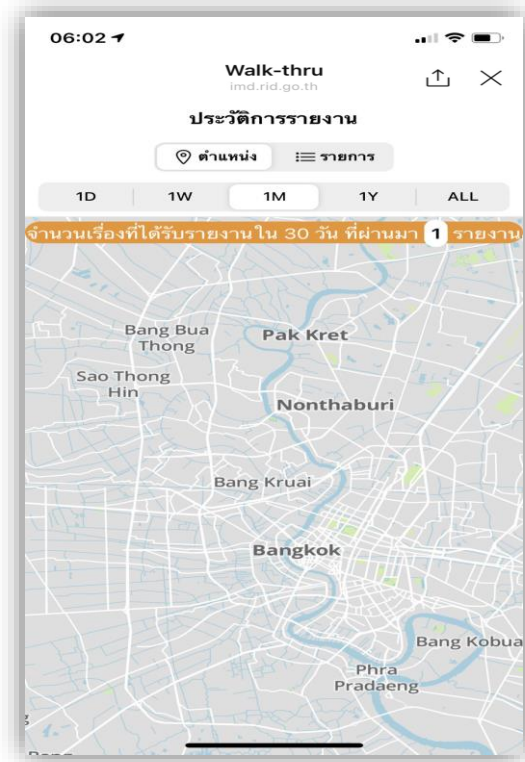 06:02
Walk-thru
imd.rid.go.th
ประวัติการรายงาน
ตำแหน่ง รายการ
1D 1W 1M 1Y ALL
จำนวนเรื่องที่ได้รับรายงานใน 30 วัน ที่ผ่านมา 1 รายงาน
Bang Bua
Thong
Pak Kret
Sao Thong
Hin
Nonthaburi
Bang Kruai
Bangkok
Bang Kobua
Phra
Pradaeng